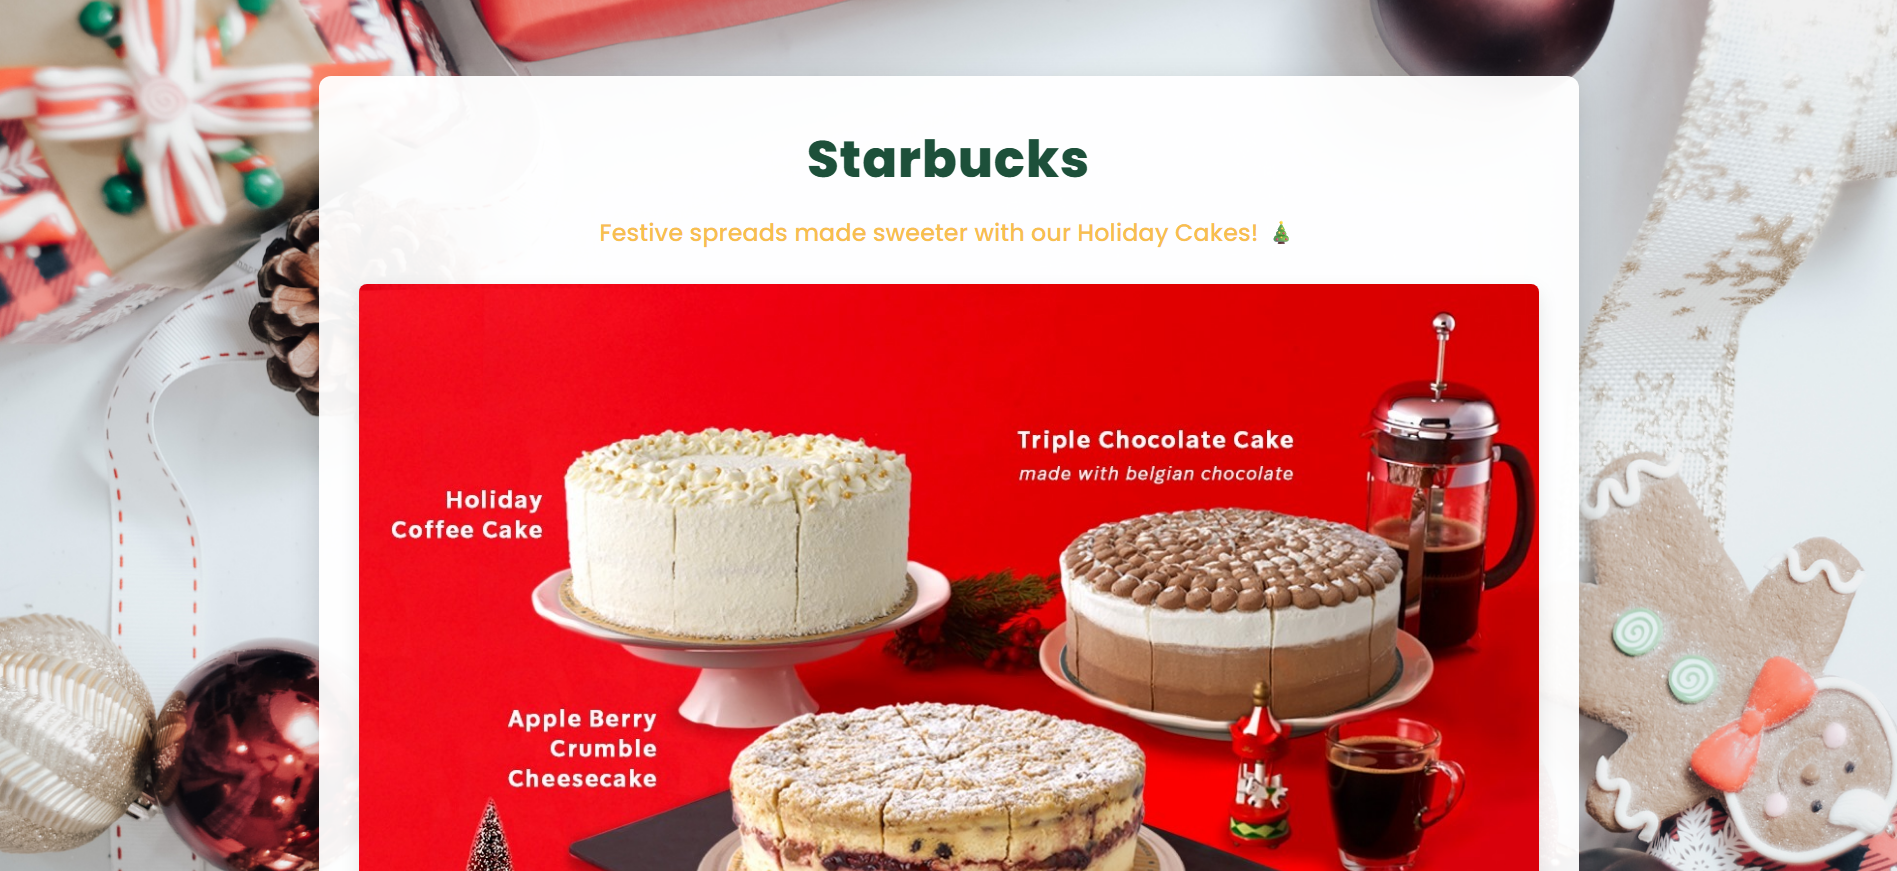 Starbucks
Festive spreads made sweeter with our Holiday Cakes! 🎄
Holiday
Coffee Cake
Triple Chocolate Cake
made with belgian chocolate
Apple Berry
Crumble
Cheesecake